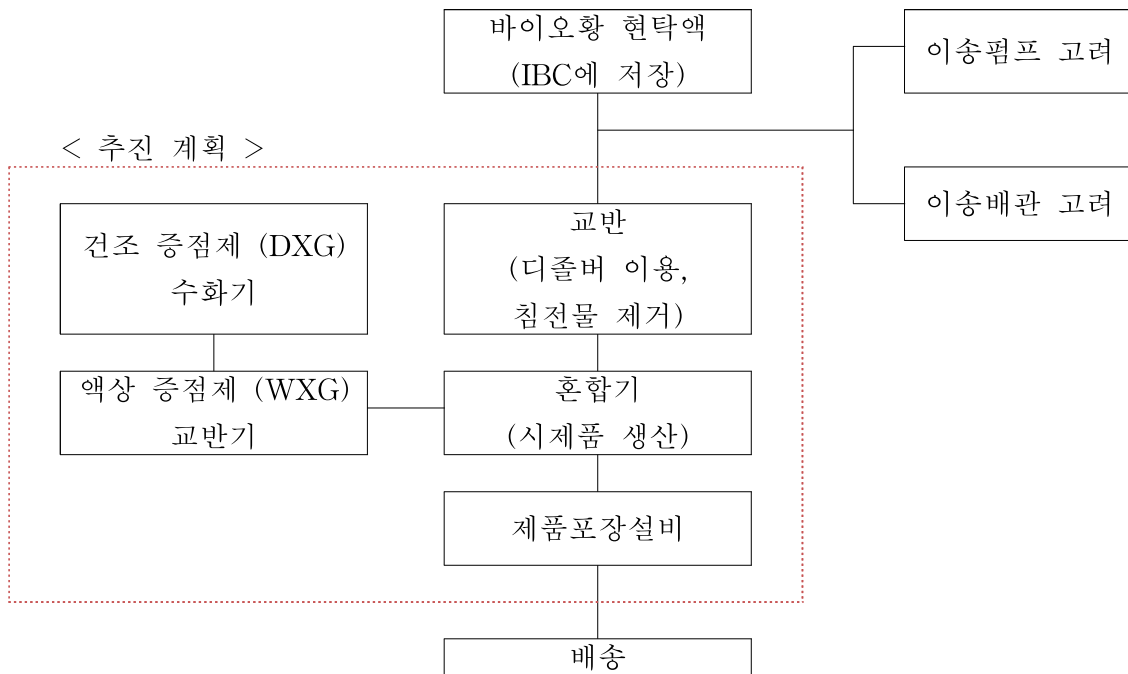 바이오황 현탁액
(IBC에 저장)
이송펌프 고려
이송배관 고려
< 추진 계획 >
건조 증점제 (DXG)
수화기
교반
(디졸버 이용,
침전물 제거)
액상 증점제 (WXG)
교반기
혼합기
(시제품 생산)
제품포장설비
배송